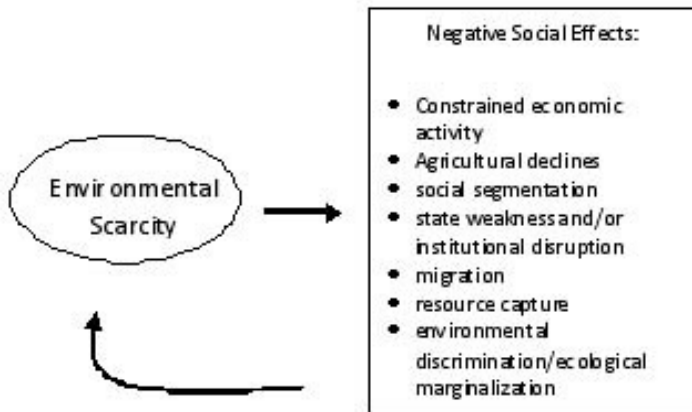 Environmental
Scarcity
Negative Social Effects:
● Constrained economic
activity
● Agricultural declines
● social segmentation
● state weakness and/or
institutional disruption
● migration
● resource capture
● environmental
discrimination/ecological
marginalization